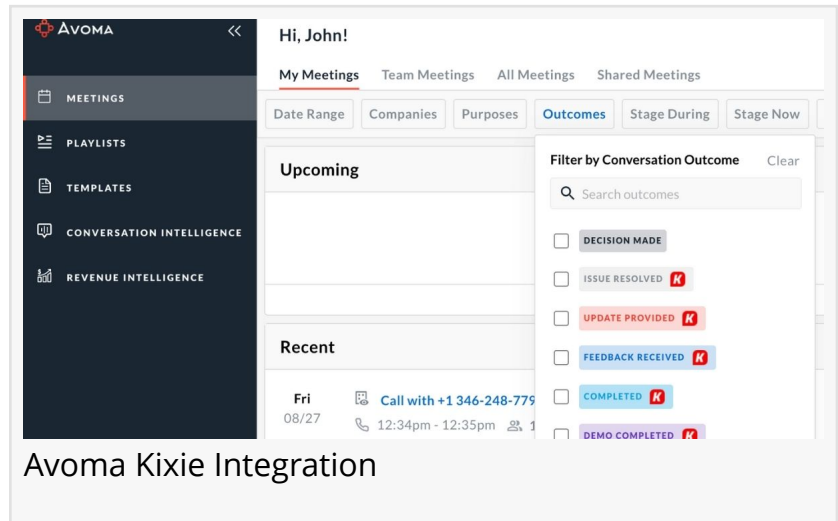 AVOMA
MEETINGS
PLAYLISTS
TEMPLATES
CONVERSATION INTELLIGENCE
REVENUE INTELLIGENCE
Hi, John!
My Meetings Team Meetings All Meetings Shared Meetings
Date Range Companies Purposes Outcomes Stage During Stage Now
Upcoming
Filter by Conversation Outcome Clear
Search outcomes
DECISION MADE
ISSUE RESOLVED K
UPDATE PROVIDED K
FEEDBACK RECEIVED K
COMPLETED K
DEMO COMPLETED K
Recent
Fri
08/27
Call with +1 346-248-779
12:34pm - 12:35pm 1
Avoma Kixie Integration